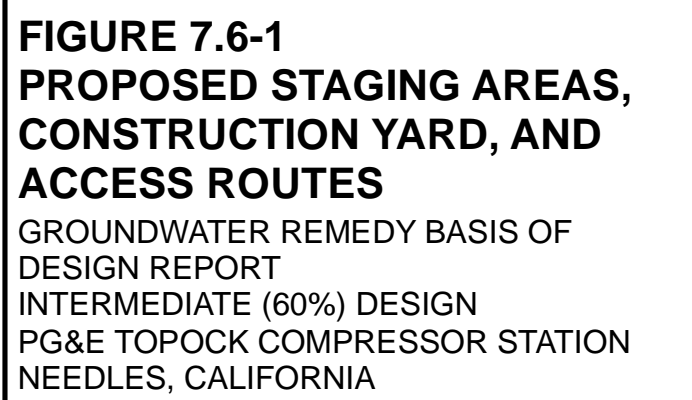 FIGURE 7.6-1
PROPOSED STAGING AREAS,
CONSTRUCTION YARD, AND
ACCESS ROUTES
GROUNDWATER REMEDY BASIS OF
DESIGN REPORT
INTERMEDIATE (60%) DESIGN
PG&E TOPOCK COMPRESSOR STATION
NEEDLES, CALIFORNIA